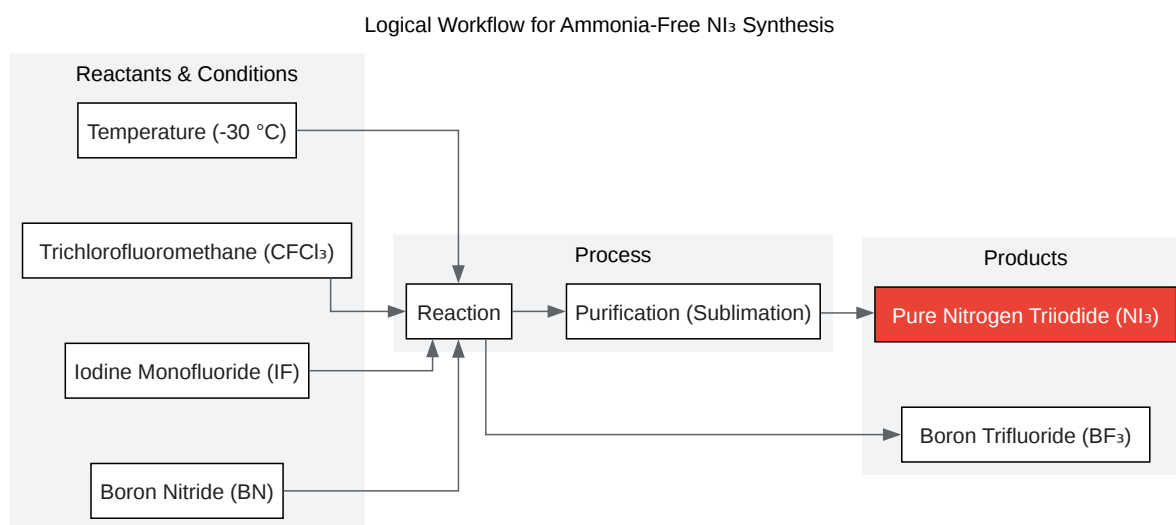 Logical Workflow for Ammonia-Free NI₃ Synthesis
Reactants & Conditions
Temperature (-30 °C)
Trichlorofluoromethane (CFCl₃)
Iodine Monofluoride (IF)
Boron Nitride (BN)
Process
Reaction
Purification (Sublimation)
Products
Pure Nitrogen Triiodide (NI₃)
Boron Trifluoride (BF₃)